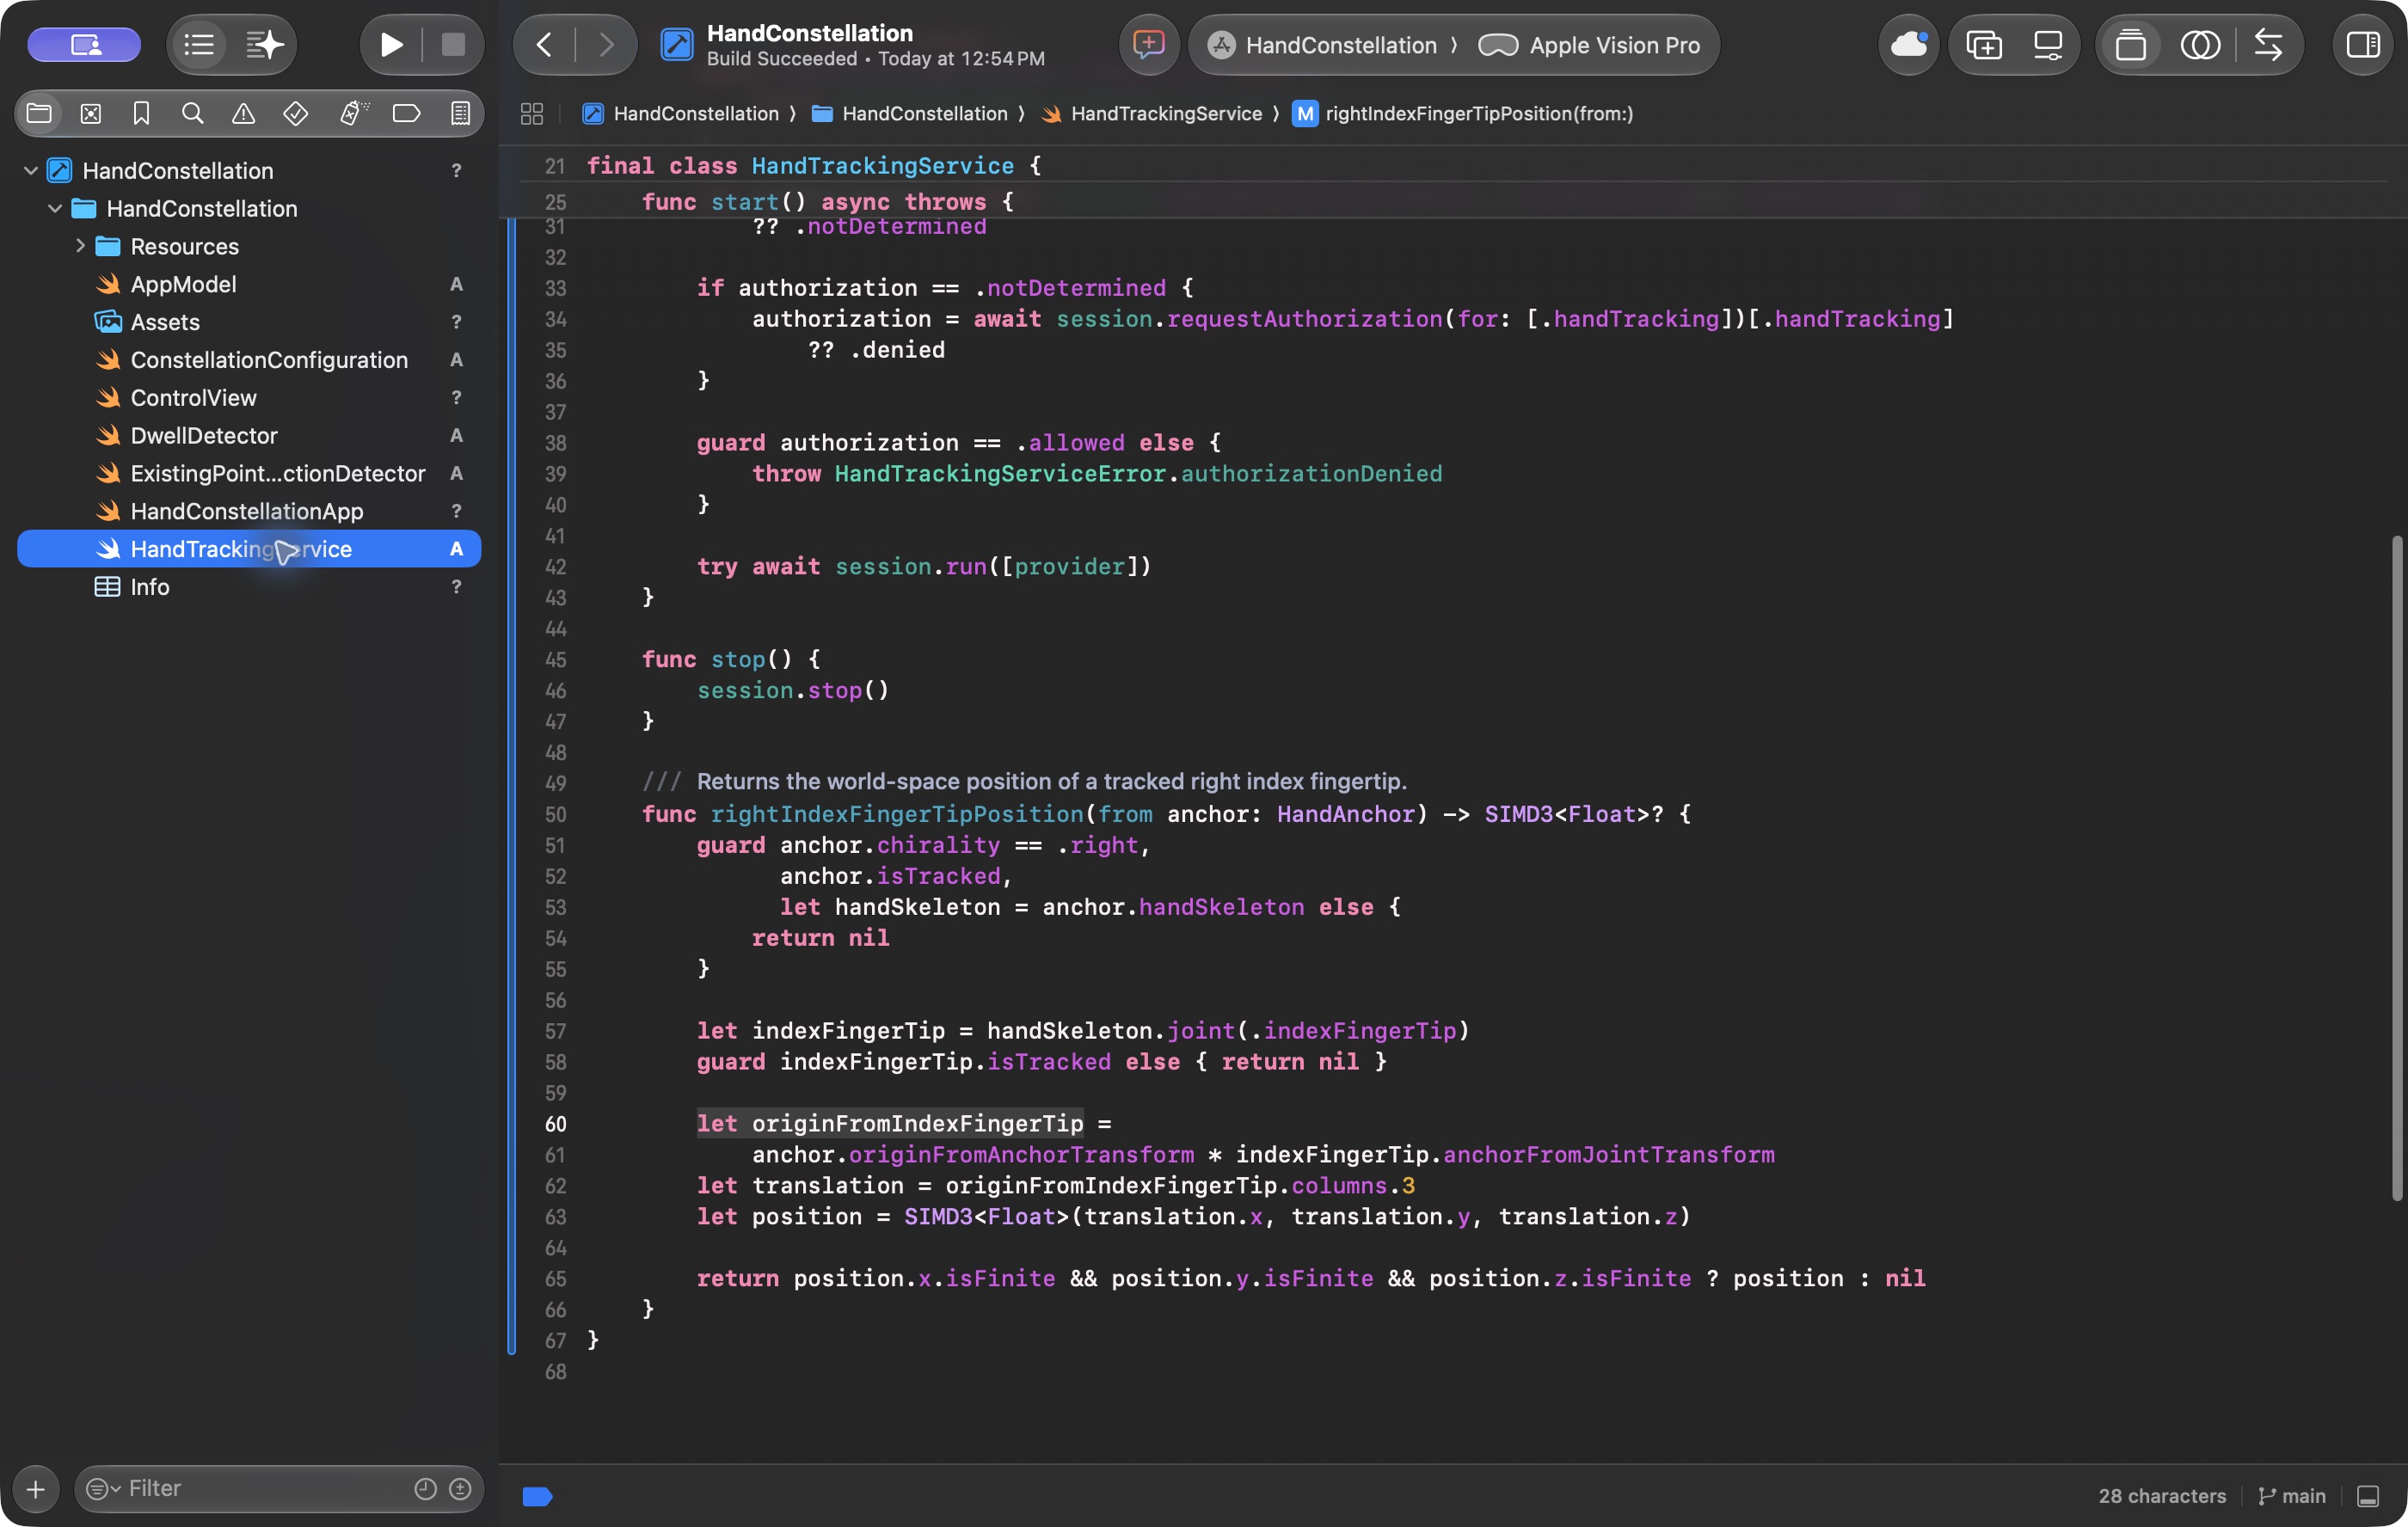 HandConstellation
Build Succeeded • Today at 12:54 PM
HandConstellation 〉 Apple Vision Pro
HandConstellation 〉 HandConstellation 〉 HandTrackingService 〉 M rightIndexFingerTipPosition(from:)
HandConstellation ?
HandConstellation
Resources
AppModel A
Assets ?
ConstellationConfiguration A
ControlView ?
DwellDetector A
ExistingPoint...ctionDetector A
HandConstellationApp ?
HandTrackingService A
Info ?
Filter
21 final class HandTrackingService {
25     func start() async throws {
31             ?? .notDetermined
32
33         if authorization == .notDetermined {
34             authorization = await session.requestAuthorization(for: [.handTracking])[.handTracking]
35                 ?? .denied
36         }
37
38         guard authorization == .allowed else {
39             throw HandTrackingServiceError.authorizationDenied
40         }
41
42         try await session.run([provider])
43     }
44
45     func stop() {
46         session.stop()
47     }
48
49     /// Returns the world-space position of a tracked right index fingertip.
50     func rightIndexFingerTipPosition(from anchor: HandAnchor) -> SIMD3<Float>? {
51         guard anchor.chirality == .right,
52               anchor.isTracked,
53               let handSkeleton = anchor.handSkeleton else {
54             return nil
55         }
56
57         let indexFingerTip = handSkeleton.joint(.indexFingerTip)
58         guard indexFingerTip.isTracked else { return nil }
59
60         let originFromIndexFingerTip =
61             anchor.originFromAnchorTransform * indexFingerTip.anchorFromJointTransform
62         let translation = originFromIndexFingerTip.columns.3
63         let position = SIMD3<Float>(translation.x, translation.y, translation.z)
64
65         return position.x.isFinite && position.y.isFinite && position.z.isFinite ? position : nil
66     }
67 }
68
28 characters
main